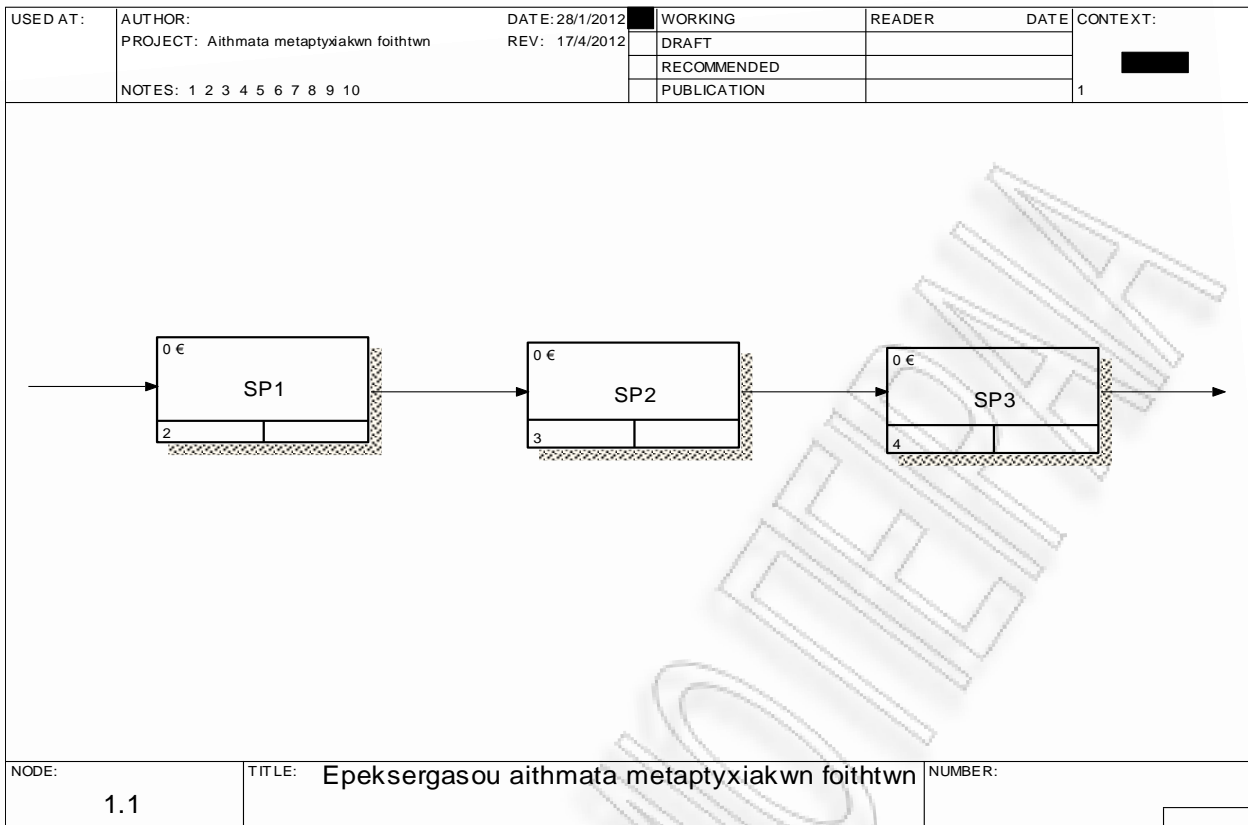 USED AT: AUTHOR: DATE: 28/1/2012 WORKING READER DATE CONTEXT:
PROJECT: Aithmata metaptyxiakwn foithtwn REV: 17/4/2012 DRAFT
RECOMMENDED
NOTES: 1 2 3 4 5 6 7 8 9 10 PUBLICATION 1
0 € 0 € 0 €
SP1 SP2 SP3
2 3 4
NODE: TITLE: Epeksergasou aithmata metaptyxiakwn foithtwn NUMBER:
1.1